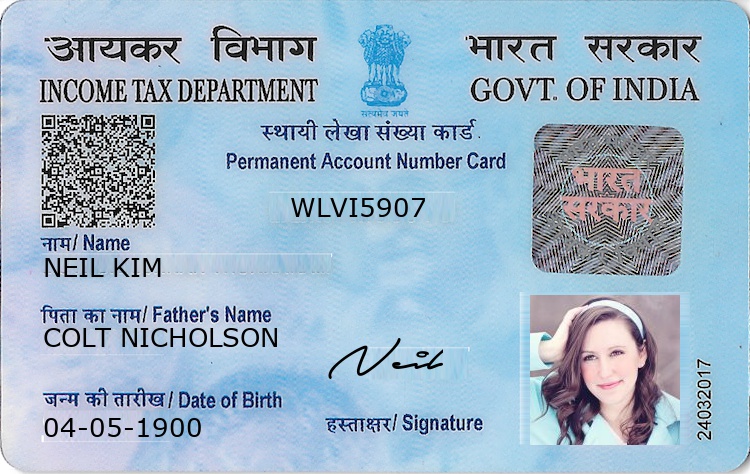 आयकर विभाग
INCOME TAX DEPARTMENT
भारत सरकार
GOVT. OF INDIA
सत्यमेव जयते
स्थायी लेखा संख्या कार्ड
Permanent Account Number Card
WLVI5907
भारत
सरकार
नाम/ Name
NEIL KIM
पिता का नाम/ Father's Name
COLT NICHOLSON
Neil
जन्म की तारीख / Date of Birth
04-05-1900
हस्ताक्षर/ Signature
24032017